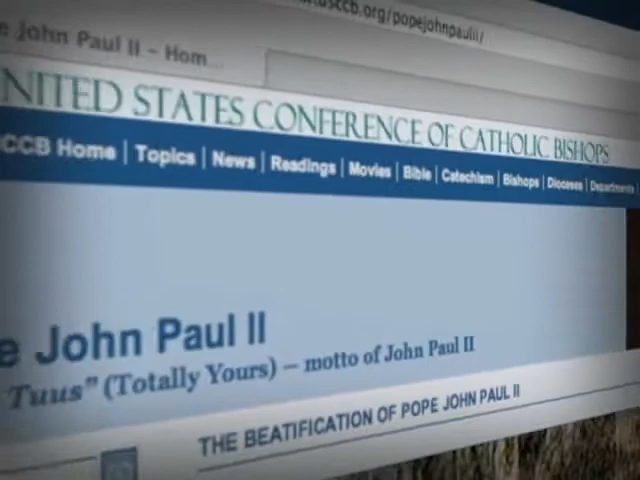 usccb.org/popejohnpaulii/
John Paul II - Hom...
NITED STATES CONFERENCE OF CATHOLIC BISHOPS
CCB Home | Topics | News | Readings | Movies | Bible | Catechism | Bishops | Dioceses | Departments
e John Paul II
Tuus" (Totally Yours) – motto of John Paul II
THE BEATIFICATION OF POPE JOHN PAUL II